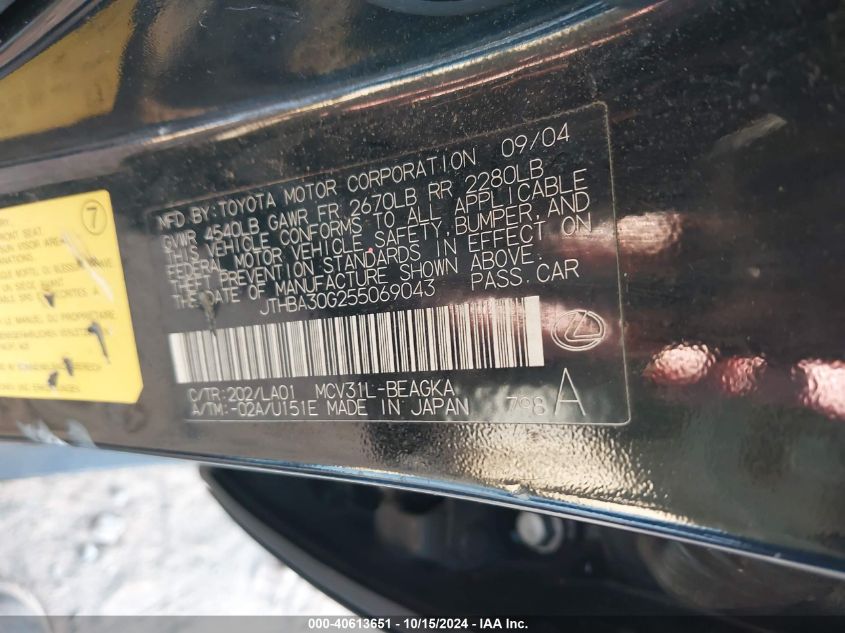 MFD BY: TOYOTA MOTOR CORPORATION 09/04
GVWR 4540LB GAWR FR 2670LB RR 2280LB
THIS VEHICLE CONFORMS TO ALL APPLICABLE
FEDERAL MOTOR VEHICLE SAFETY, BUMPER, AND
THEFT PREVENTION STANDARDS IN EFFECT ON
THE DATE OF MANUFACTURE SHOWN ABOVE.
JTHBA30G255069043 PASS. CAR
C/TR: 202/LA01 MCV31L-BEAGKA
A/TM: -02A/U151E MADE IN JAPAN 798 A
7
000-40613651 - 10/15/2024 - IAA Inc.